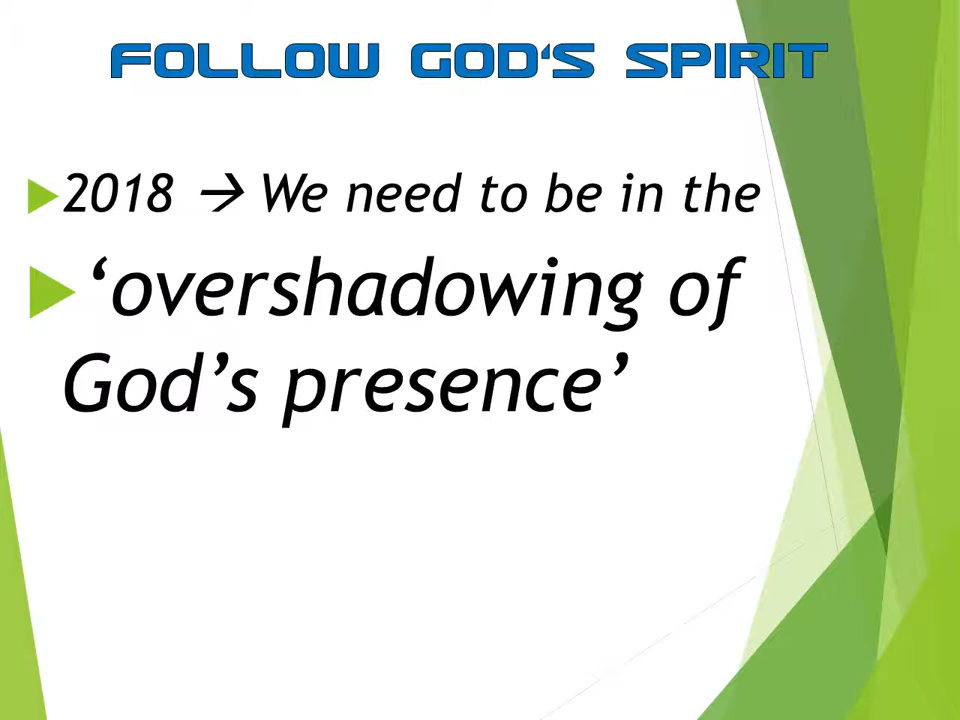 FOLLOW GOD‘S SPIRIT
2018 → We need to be in the
‘overshadowing of
God’s presence’